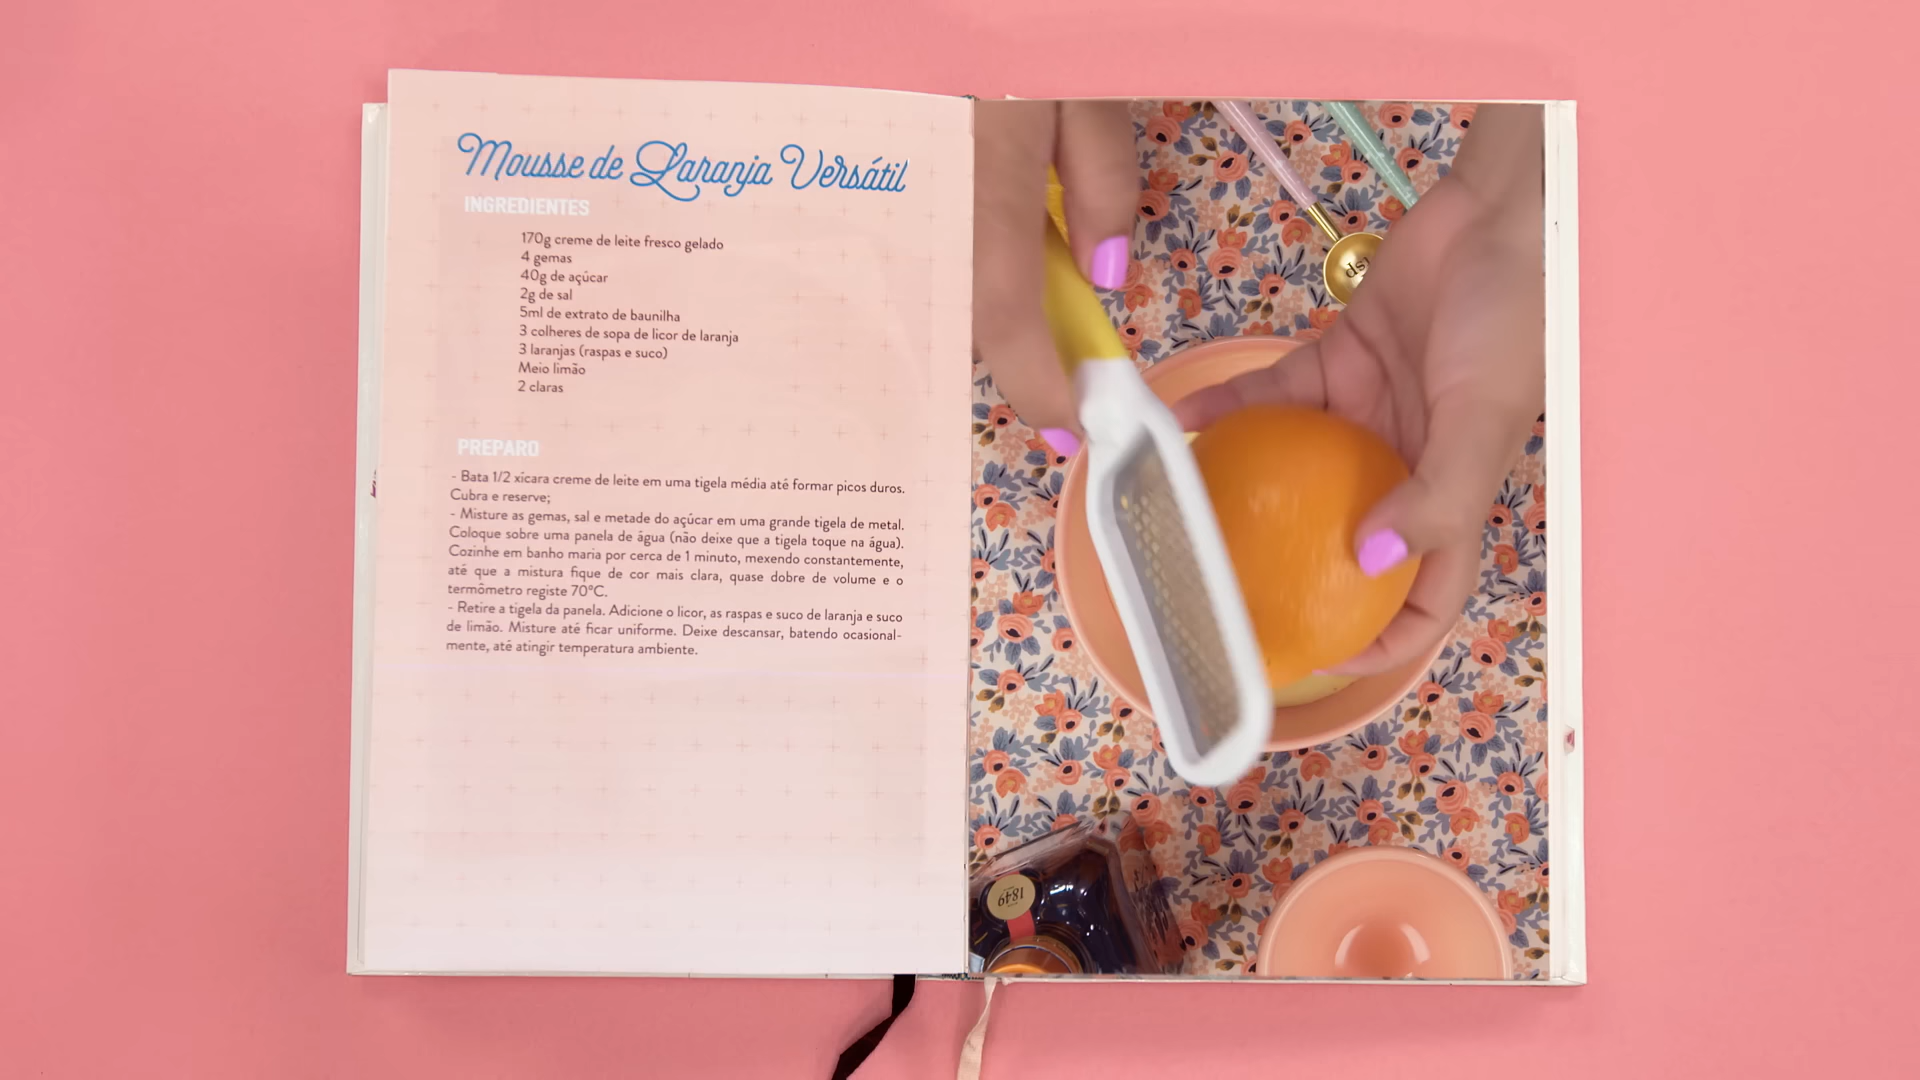 Mousse de Laranja Versátil
INGREDIENTES
170g creme de leite fresco gelado
4 gemas
40g de açúcar
2g de sal
5ml de extrato de baunilha
3 colheres de sopa de licor de laranja
3 laranjas (raspas e suco)
Meio limão
2 claras
PREPARO
- Bata 1/2 xícara creme de leite em uma tigela média até formar picos duros.
Cubra e reserve;
- Misture as gemas, sal e metade do açúcar em uma grande tigela de metal.
Coloque sobre uma panela de água (não deixe que a tigela toque na água).
Cozinhe em banho maria por cerca de 1 minuto, mexendo constantemente,
até que a mistura fique de cor mais clara, quase dobre de volume e o
termômetro registe 70°C.
- Retire a tigela da panela. Adicione o licor, as raspas e suco de laranja e suco
de limão. Misture até ficar uniforme. Deixe descansar, batendo ocasional-
mente, até atingir temperatura ambiente.
tsp
1849